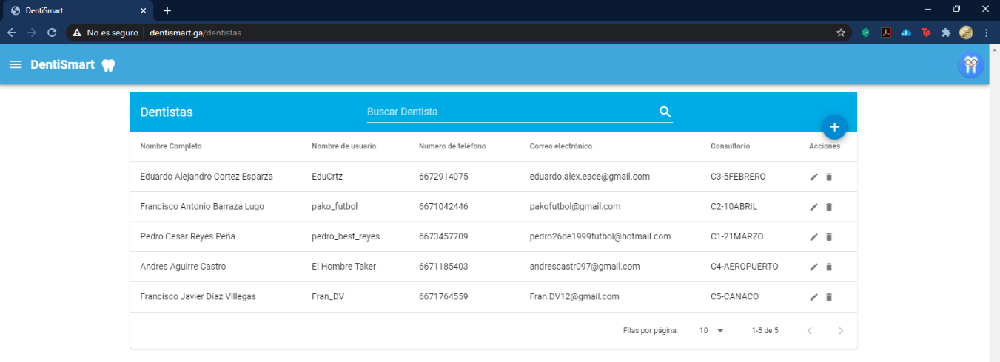 DentiSmart
No es seguro | dentismart.ga/dentistas
DentiSmart
Dentistas Buscar Dentista
Nombre Completo Nombre de usuario Numero de teléfono Correo electrónico Consultorio Acciones
Eduardo Alejandro Cortez Esparza EduCrtz 6672914075 eduardo.alex.eace@gmail.com C3-5FEBRERO
Francisco Antonio Barraza Lugo pako_futbol 6671042446 pakofutbol@gmail.com C2-10ABRIL
Pedro Cesar Reyes Peña pedro_best_reyes 6673457709 pedro26de1999futbol@hotmail.com C1-21MARZO
Andres Aguirre Castro El Hombre Taker 6671185403 andrescastr097@gmail.com C4-AEROPUERTO
Francisco Javier Diaz Villegas Fran_DV 6671764559 Fran.DV12@gmail.com C5-CANACO
Filas por página: 10 1-5 de 5